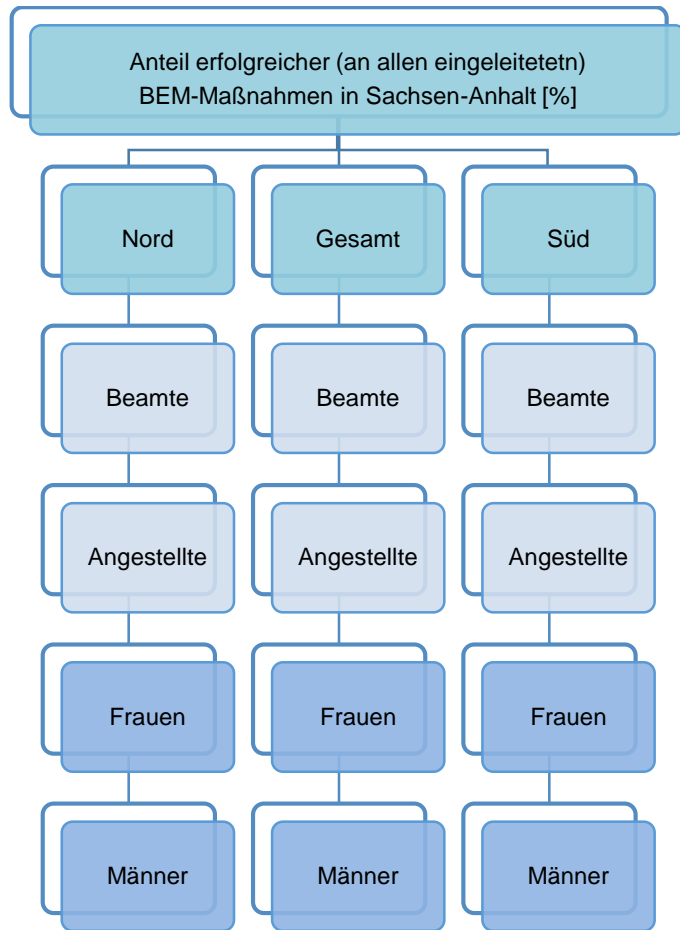 Anteil erfolgreicher (an allen eingeleitetetn)
BEM-Maßnahmen in Sachsen-Anhalt [%]
Nord
Gesamt
Süd
Beamte
Beamte
Beamte
Angestellte
Angestellte
Angestellte
Frauen
Frauen
Frauen
Männer
Männer
Männer